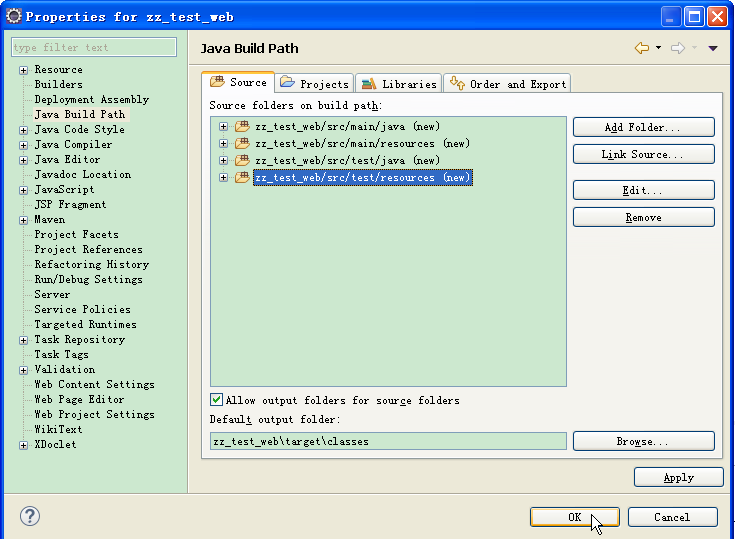 Properties for zz_test_web
type filter text
Resource
Builders
Deployment Assembly
Java Build Path
Java Code Style
Java Compiler
Java Editor
Javadoc Location
JavaScript
JSP Fragment
Maven
Project Facets
Project References
Refactoring History
Run/Debug Settings
Server
Service Policies
Targeted Runtimes
Task Repository
Task Tags
Validation
Web Content Settings
Web Page Editor
Web Project Settings
WikiText
XDoclet
Java Build Path
Source Projects Libraries Order and Export
Source folders on build path:
zz_test_web/src/main/java (new)
zz_test_web/src/main/resources (new)
zz_test_web/src/test/java (new)
zz_test_web/src/test/resources (new)
Add Folder...
Link Source...
Edit...
Remove
Allow output folders for source folders
Default output folder:
zz_test_web\target\classes
Browse...
Apply
?
OK
Cancel